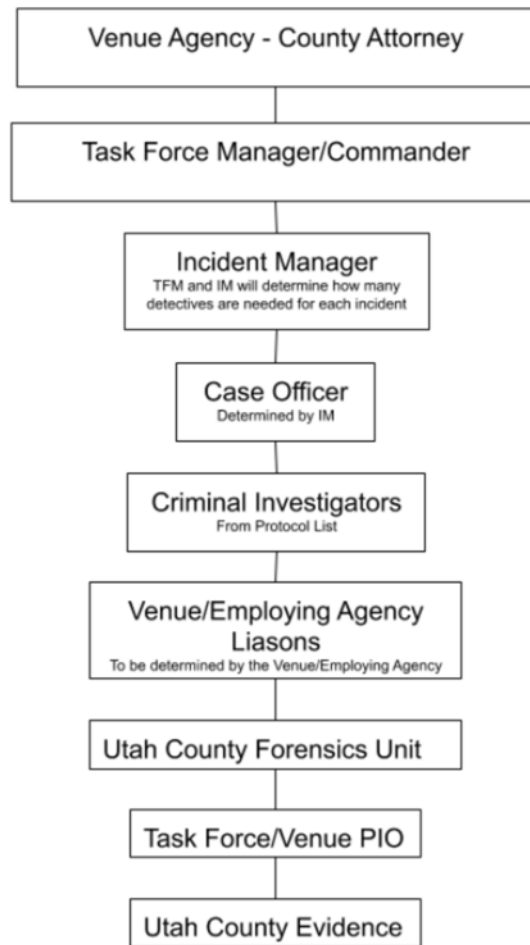 Venue Agency - County Attorney
Task Force Manager/Commander
Incident Manager
TFM and IM will determine how many
detectives are needed for each incident
Case Officer
Determined by IM
Criminal Investigators
From Protocol List
Venue/Employing Agency
Liasons
To be determined by the Venue/Employing Agency
Utah County Forensics Unit
Task Force/Venue PIO
Utah County Evidence